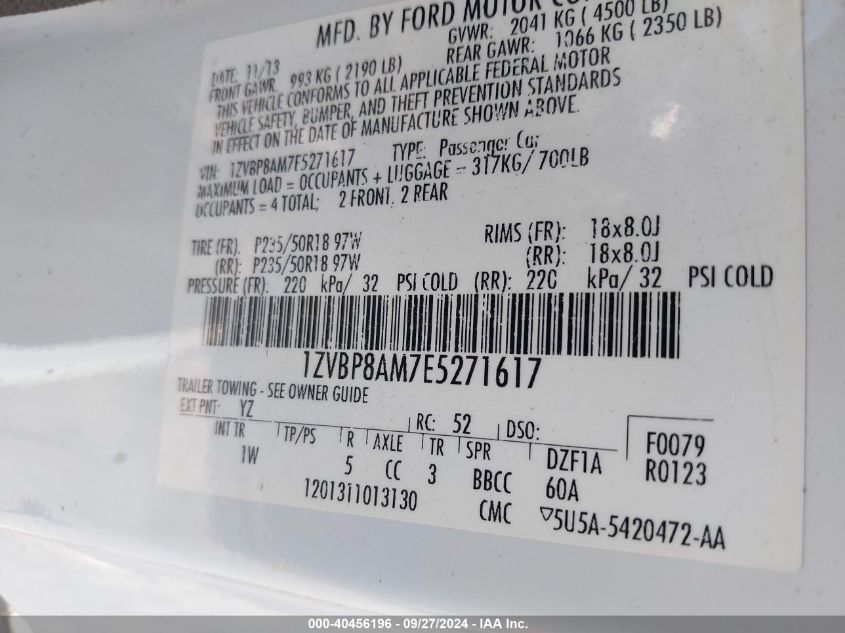 MFD. BY FORD MOTOR CO
DATE: 11/13 GVWR: 2041 KG ( 4500 LB)
FRONT GAWR: 993 KG ( 2190 LB) REAR GAWR: 1066 KG ( 2350 LB)
THIS VEHICLE CONFORMS TO ALL APPLICABLE FEDERAL MOTOR
VEHICLE SAFETY, BUMPER, AND THEFT PREVENTION STANDARDS
IN EFFECT ON THE DATE OF MANUFACTURE SHOWN ABOVE.
VIN: 1ZVBP8AM7E5271617 TYPE: Passenger Car
MAXIMUM LOAD = OCCUPANTS + LUGGAGE = 317KG/ 700LB
OCCUPANTS = 4 TOTAL; 2 FRONT, 2 REAR
TIRE (FR): P235/50R18 97W RIMS (FR): 18x8.0J
(RR): P235/50R18 97W (RR): 18x8.0J
PRESSURE (FR): 220 kPa/ 32 PSI COLD (RR): 220 kPa/ 32 PSI COLD
1ZVBP8AM7E5271617
TRAILER TOWING - SEE OWNER GUIDE
EXT PNT: YZ RC: 52 DSO: F0079
INT TR TP/PS R AXLE TR SPR DZF1A R0123
1W 5 CC 3 BBCC 60A
1201311013130 CMC 5U5A-5420472-AA
000-40456196 - 09/27/2024 - IAA Inc.